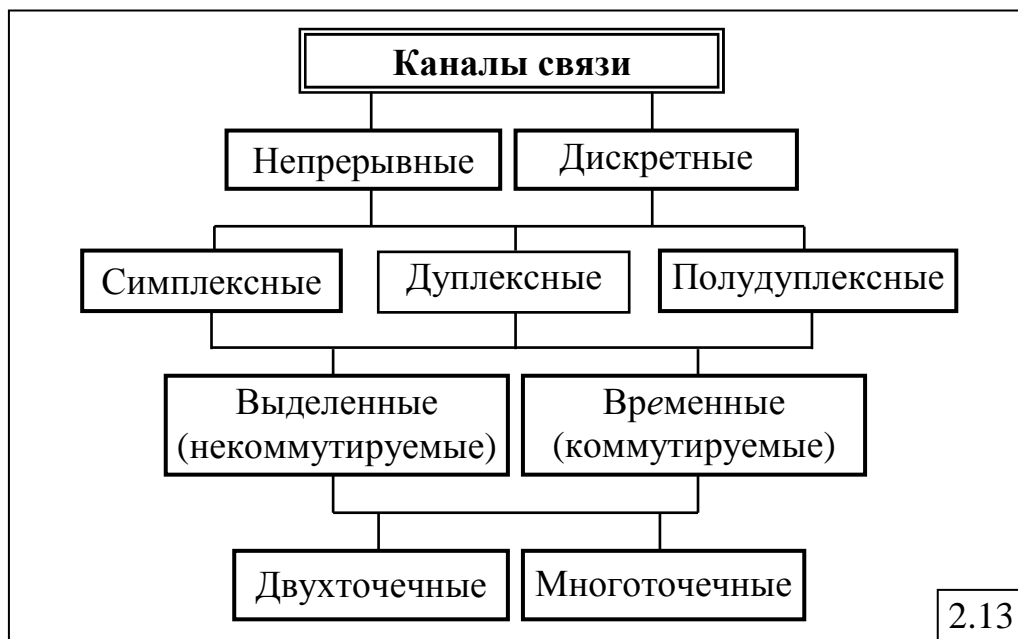 Каналы связи
Непрерывные
Дискретные
Симплексные
Дуплексные
Полудуплексные
Выделенные
(некоммутируемые)
Временные
(коммутируемые)
Двухточечные
Многоточечные
2.13